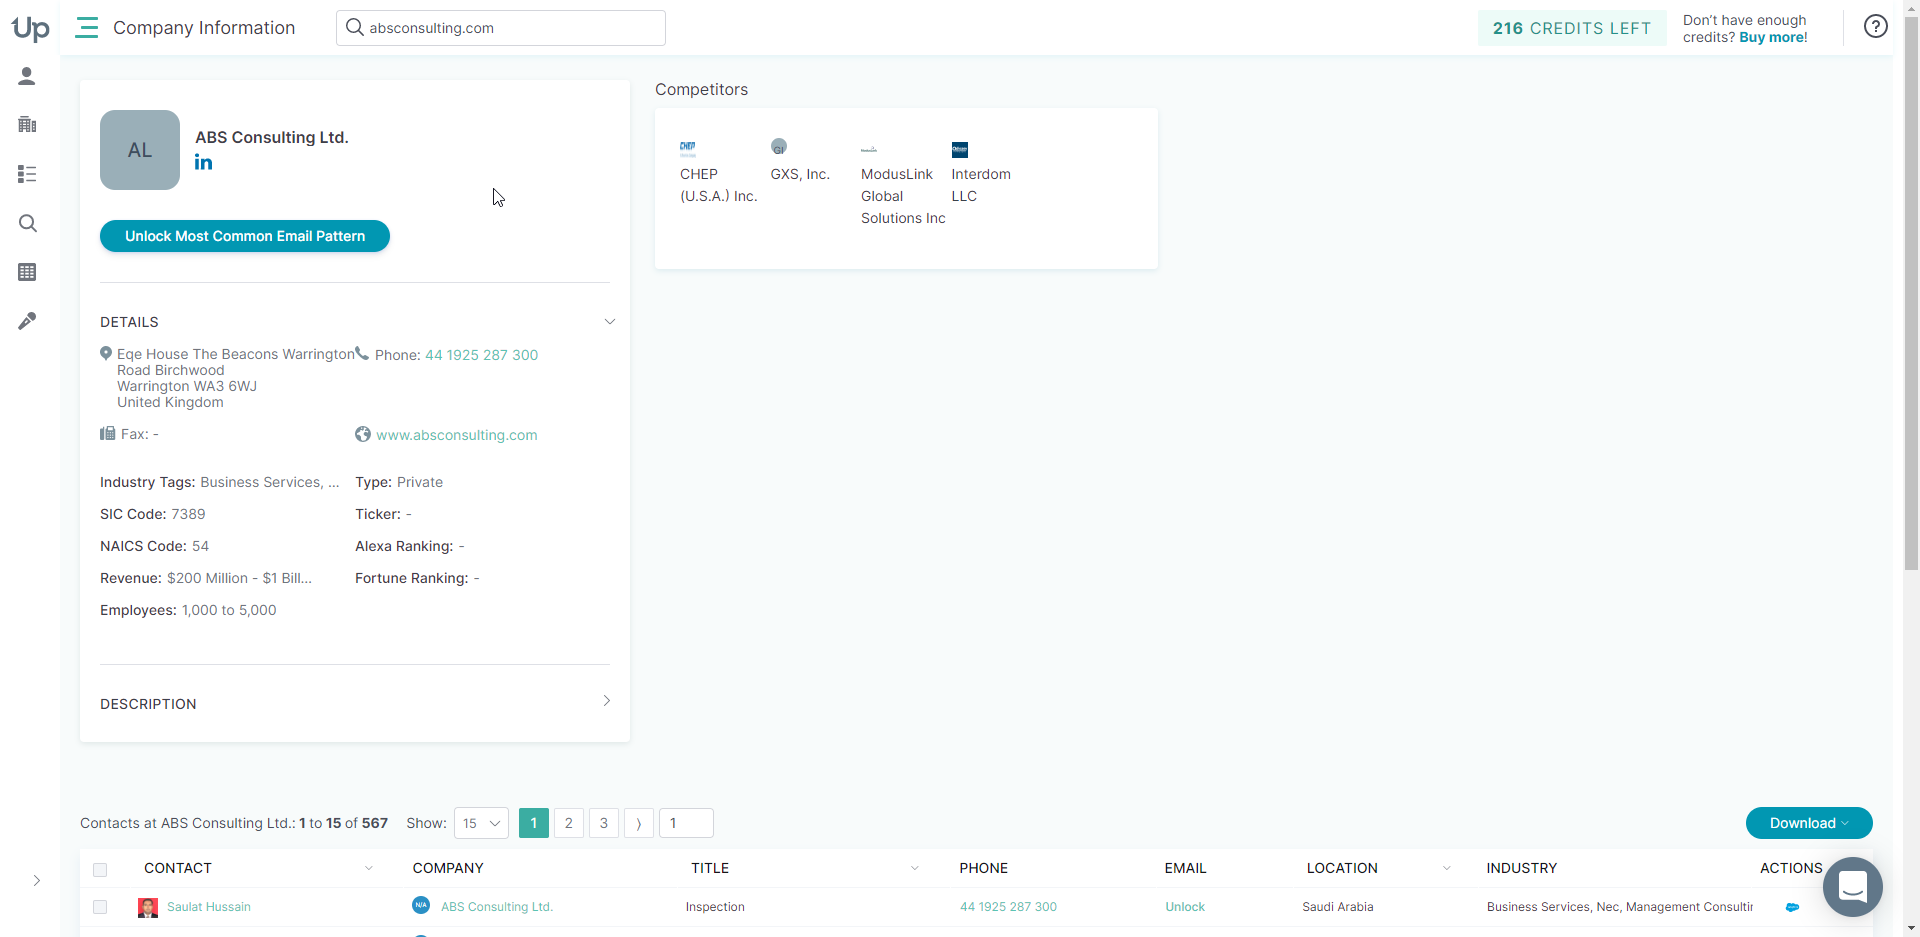 Up
Company Information
absconsulting.com
216 CREDITS LEFT
Don't have enough
credits? Buy more!
?
AL
ABS Consulting Ltd.
in
Unlock Most Common Email Pattern
DETAILS
Eqe House The Beacons Warrington
Road Birchwood
Warrington WA3 6WJ
United Kingdom
Phone: 44 1925 287 300
Fax: -
www.absconsulting.com
Industry Tags: Business Services, ...
Type: Private
SIC Code: 7389
Ticker: -
NAICS Code: 54
Alexa Ranking: -
Revenue: $200 Million - $1 Bill...
Fortune Ranking: -
Employees: 1,000 to 5,000
DESCRIPTION
Competitors
CHEP
GI
CHEP
(U.S.A.) Inc.
GXS, Inc.
ModusLink
Global
Solutions Inc
Interdom
LLC
Contacts at ABS Consulting Ltd.: 1 to 15 of 567
Show: 15
1 2 3 ⟩ 1
Download
CONTACT COMPANY TITLE PHONE EMAIL LOCATION INDUSTRY ACTIONS
Saulat Hussain N/A ABS Consulting Ltd. Inspection 44 1925 287 300 Unlock Saudi Arabia Business Services, Nec, Management Consultir